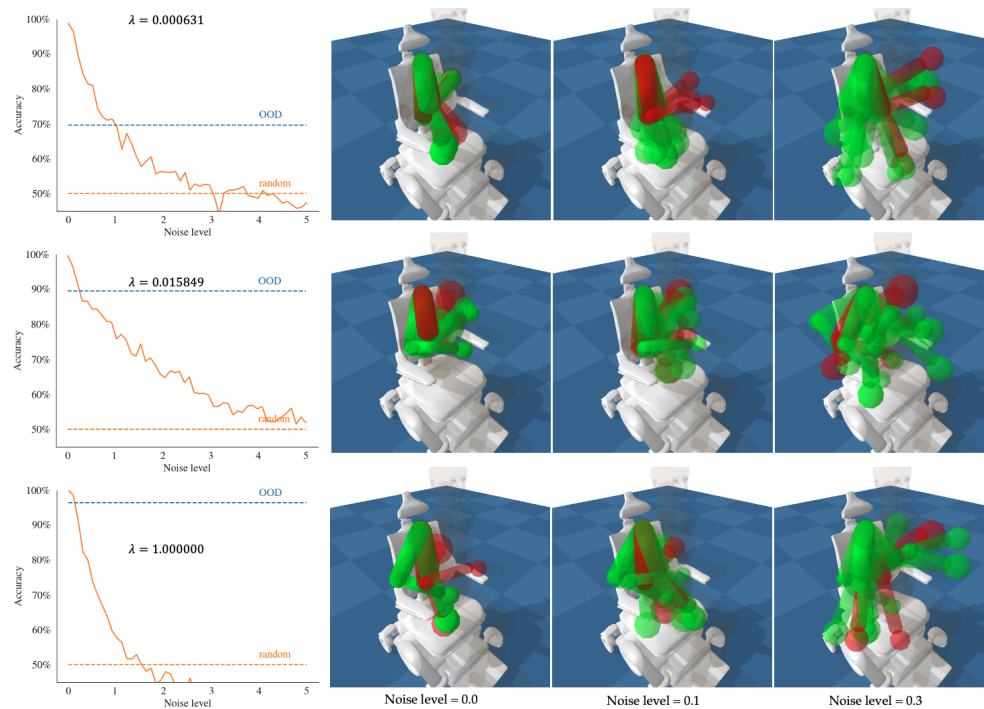 λ = 0.000631
100%
90%
80%
70%
60%
50%
Accuracy
OOD
random
0 1 2 3 4 5
Noise level
λ = 0.015849
100%
90%
80%
70%
60%
50%
Accuracy
OOD
random
0 1 2 3 4 5
Noise level
λ = 1.000000
100%
90%
80%
70%
60%
50%
Accuracy
OOD
random
0 1 2 3 4 5
Noise level
Noise level = 0.0
Noise level = 0.1
Noise level = 0.3